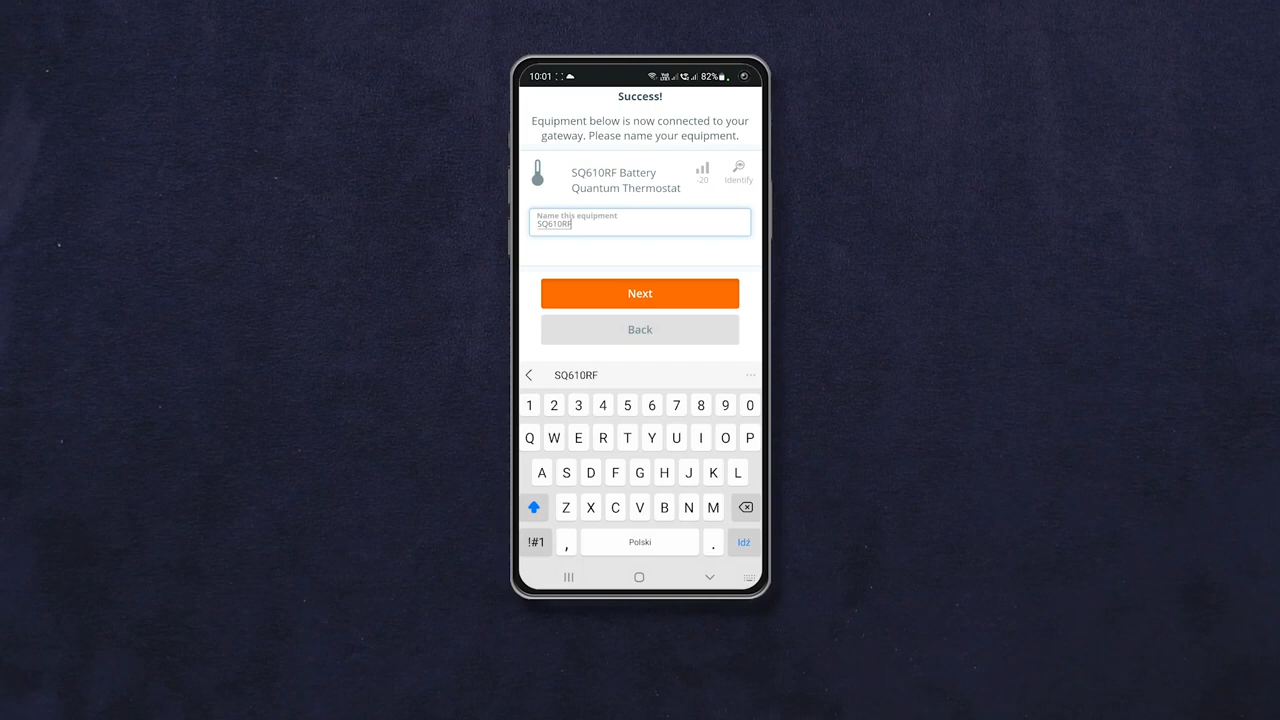 10:01 82%
Success!
Equipment below is now connected to your
gateway. Please name your equipment.
SQ610RF Battery
Quantum Thermostat
-20
Identify
Name this equipment
SQ610RF
Next
Back
SQ610RF
1 2 3 4 5 6 7 8 9 0
Q W E R T Y U I O P
A S D F G H J K L
Z X C V B N M
!#1 , Polski . Idź